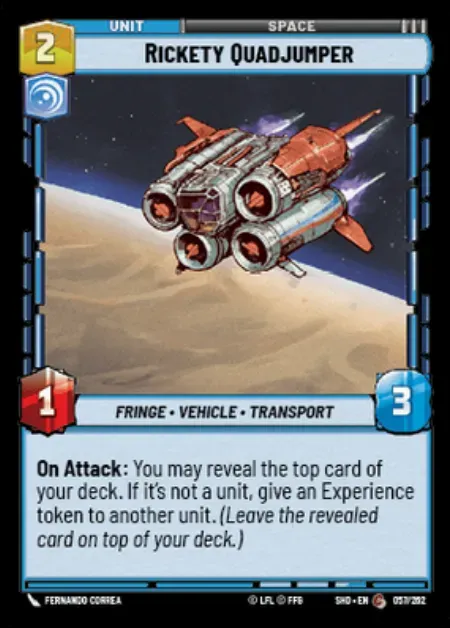 UNIT SPACE
2 RICKETY QUADJUMPER
1 FRINGE • VEHICLE • TRANSPORT 3
On Attack: You may reveal the top card of
your deck. If it's not a unit, give an Experience
token to another unit. (Leave the revealed
card on top of your deck.)
FERNANDO CORREA © LFL © FFG SHD • EN 057/262